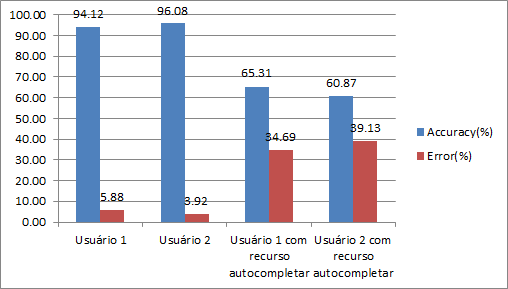 100.00
90.00
80.00
70.00
60.00
50.00
40.00
30.00
20.00
10.00
0.00
94.12
5.88
96.08
3.92
65.31
34.69
60.87
39.13
Usuário 1
Usuário 2
Usuário 1 com
recurso
autocompletar
Usuário 2 com
recurso
autocompletar
Accuracy(%)
Error(%)